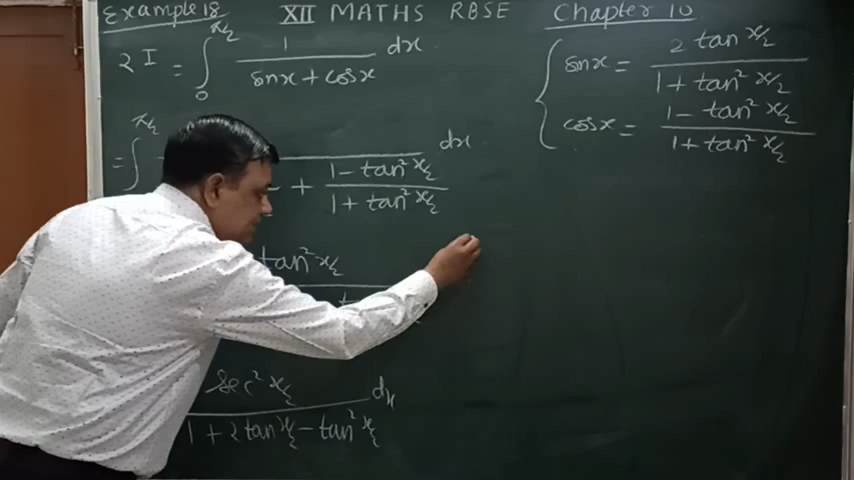 Example 18 XII MATHS RBSE Chapter 10
2 I = ∫₀^(π/2) 1/(sinx + cosx) dx
{ sinx = (2 tan x/2)/(1 + tan² x/2)
cosx = (1 - tan² x/2)/(1 + tan² x/2)
= ∫^(π/2) + (1 - tan² x/2)/(1 + tan² x/2) dx
tan² x/2
sec² x/2 dx
1 + 2 tan x/2 - tan² x/2